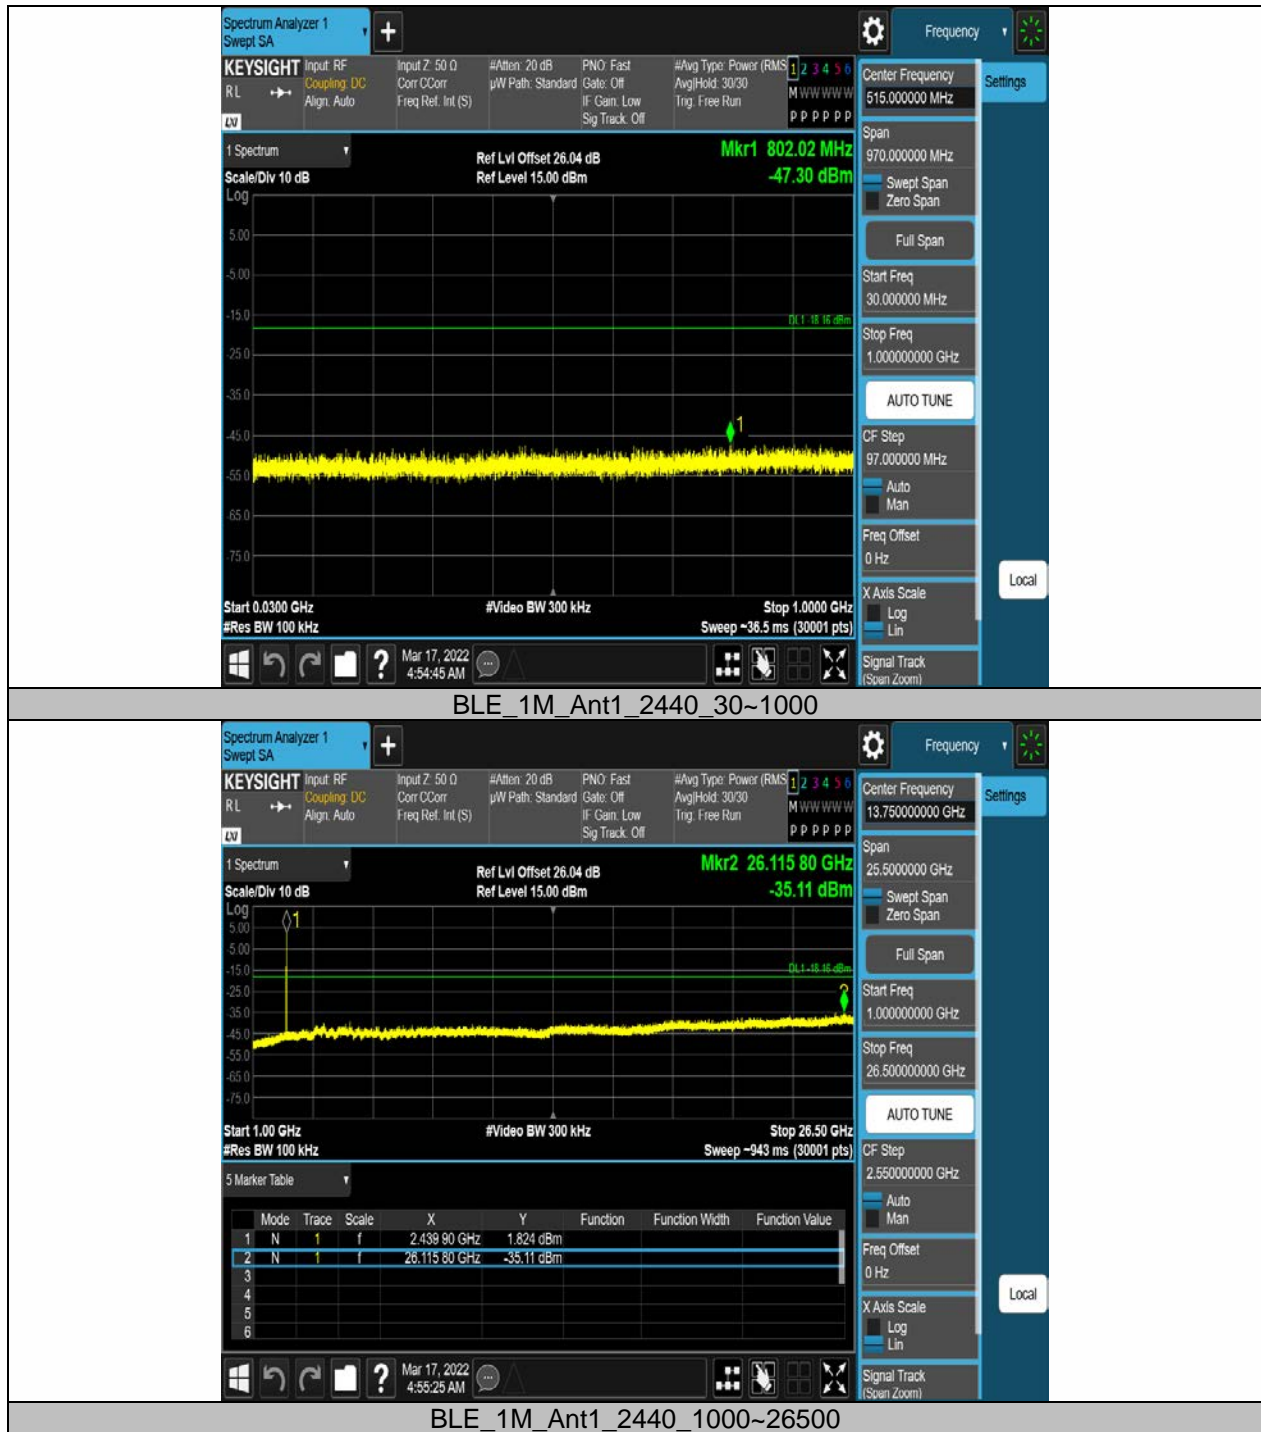 Spectrum Analyzer 1
Swept SA
+
Frequency
KEYSIGHT
RL
LXI
Input: RF
Coupling: DC
Align: Auto
Input Z: 50 Ω
Corr CCorr
Freq Ref: Int (S)
#Atten: 20 dB
µW Path: Standard
PNO: Fast
Gate: Off
IF Gain: Low
Sig Track: Off
#Avg Type: Power (RMS
Avg|Hold: 30/30
Trig: Free Run
1 2 3 4 5 6
M W W W W W
P P P P P P
1 Spectrum
Scale/Div 10 dB
Ref Lvl Offset 26.04 dB
Ref Level 15.00 dBm
Mkr1 802.02 MHz
-47.30 dBm
Log
5.00
-5.00
-15.0
DL1 -18.16 dBm
-25.0
-35.0
-45.0
1
-55.0
-65.0
-75.0
Start 0.0300 GHz
#Video BW 300 kHz
Stop 1.0000 GHz
#Res BW 100 kHz
Sweep ~36.5 ms (30001 pts)
?
Mar 17, 2022
4:54:45 AM
Center Frequency
515.000000 MHz
Span
970.000000 MHz
Swept Span
Zero Span
Full Span
Start Freq
30.000000 MHz
Stop Freq
1.000000000 GHz
AUTO TUNE
CF Step
97.000000 MHz
Auto
Man
Freq Offset
0 Hz
X Axis Scale
Log
Lin
Signal Track
(Span Zoom)
Settings
Local
BLE_1M_Ant1_2440_30~1000
Spectrum Analyzer 1
Swept SA
+
Frequency
KEYSIGHT
RL
LXI
Input: RF
Coupling: DC
Align: Auto
Input Z: 50 Ω
Corr CCorr
Freq Ref: Int (S)
#Atten: 20 dB
µW Path: Standard
PNO: Fast
Gate: Off
IF Gain: Low
Sig Track: Off
#Avg Type: Power (RMS
Avg|Hold: 30/30
Trig: Free Run
1 2 3 4 5 6
M W W W W W
P P P P P P
1 Spectrum
Scale/Div 10 dB
Ref Lvl Offset 26.04 dB
Ref Level 15.00 dBm
Mkr2 26.115 80 GHz
-35.11 dBm
Log
1
5.00
-5.00
-15.0
DL1 -18.16 dBm
-25.0
2
-35.0
-45.0
-55.0
-65.0
-75.0
Start 1.00 GHz
#Video BW 300 kHz
Stop 26.50 GHz
#Res BW 100 kHz
Sweep ~943 ms (30001 pts)
5 Marker Table
Mode Trace Scale X Y Function Function Width Function Value
1 N 1 f 2.439 90 GHz 1.824 dBm
2 N 1 f 26.115 80 GHz -35.11 dBm
3
4
5
6
?
Mar 17, 2022
4:55:25 AM
Center Frequency
13.750000000 GHz
Span
25.5000000 GHz
Swept Span
Zero Span
Full Span
Start Freq
1.000000000 GHz
Stop Freq
26.500000000 GHz
AUTO TUNE
CF Step
2.550000000 GHz
Auto
Man
Freq Offset
0 Hz
X Axis Scale
Log
Lin
Signal Track
(Span Zoom)
Settings
Local
BLE_1M_Ant1_2440_1000~26500